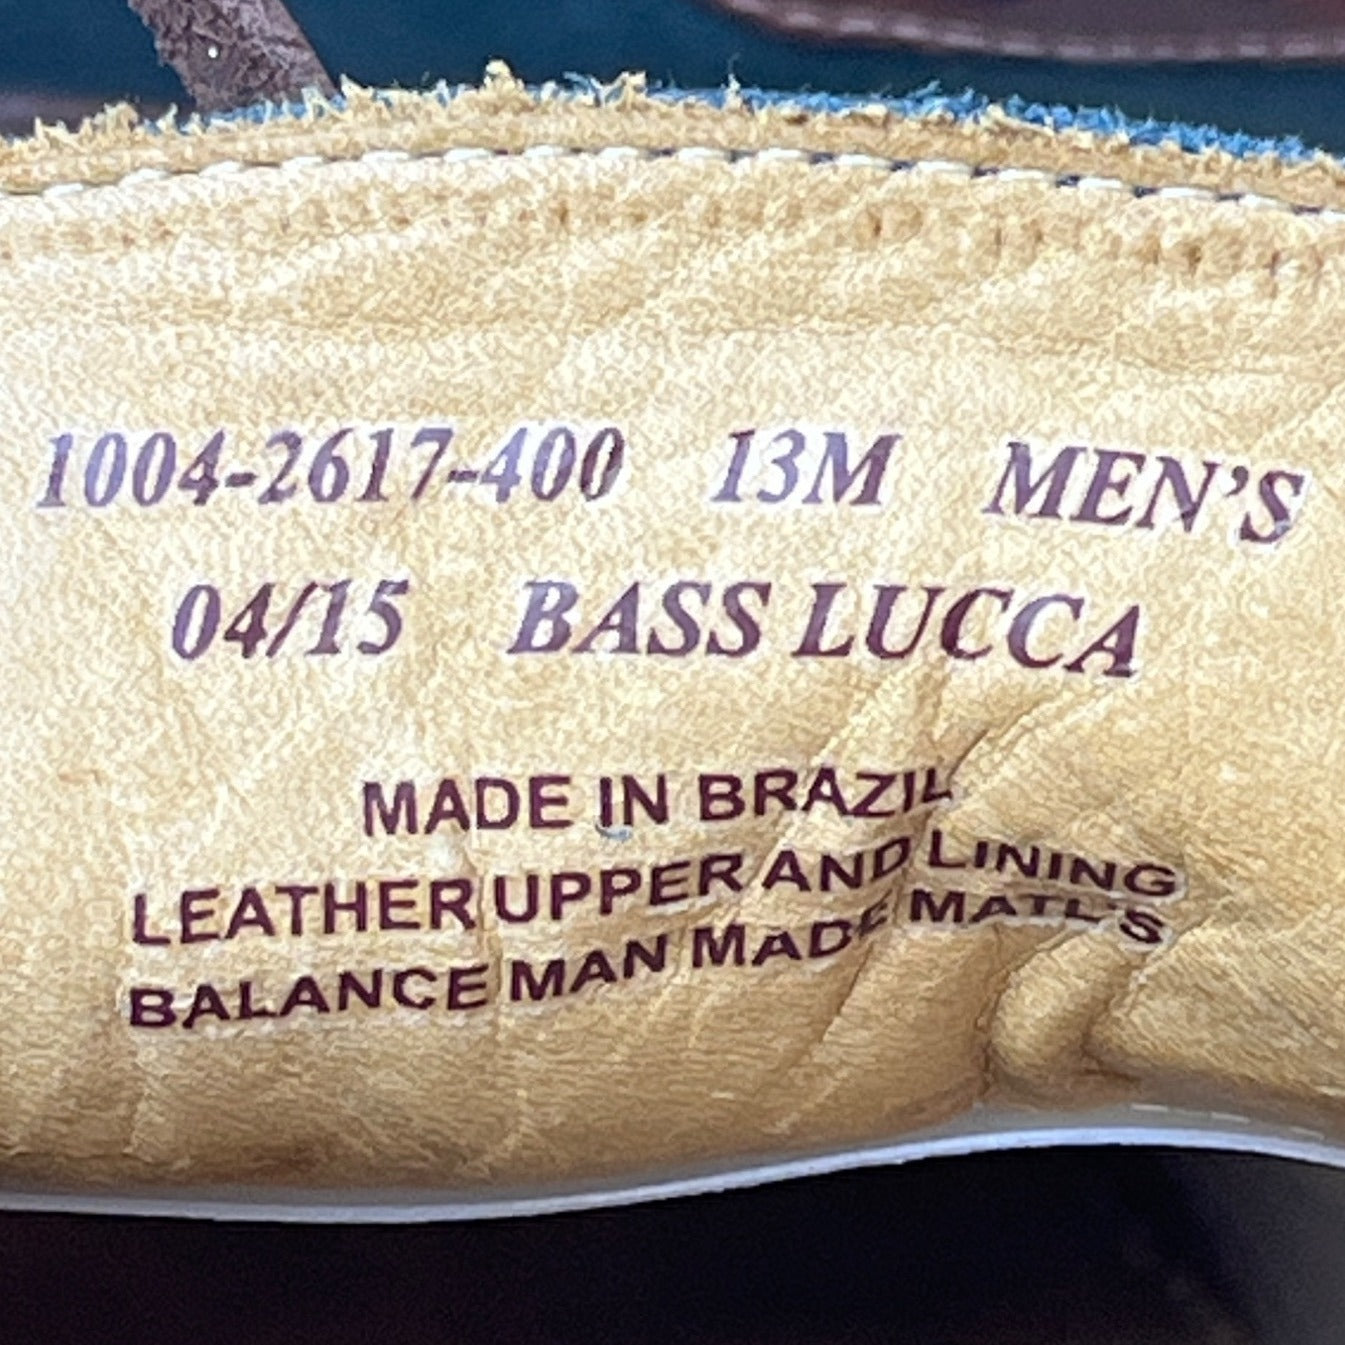 1004-2617-400 13M MEN'S
04/15 BASS LUCCA
MADE IN BRAZIL
LEATHER UPPER AND LINING
BALANCE MAN MADE MATL'S